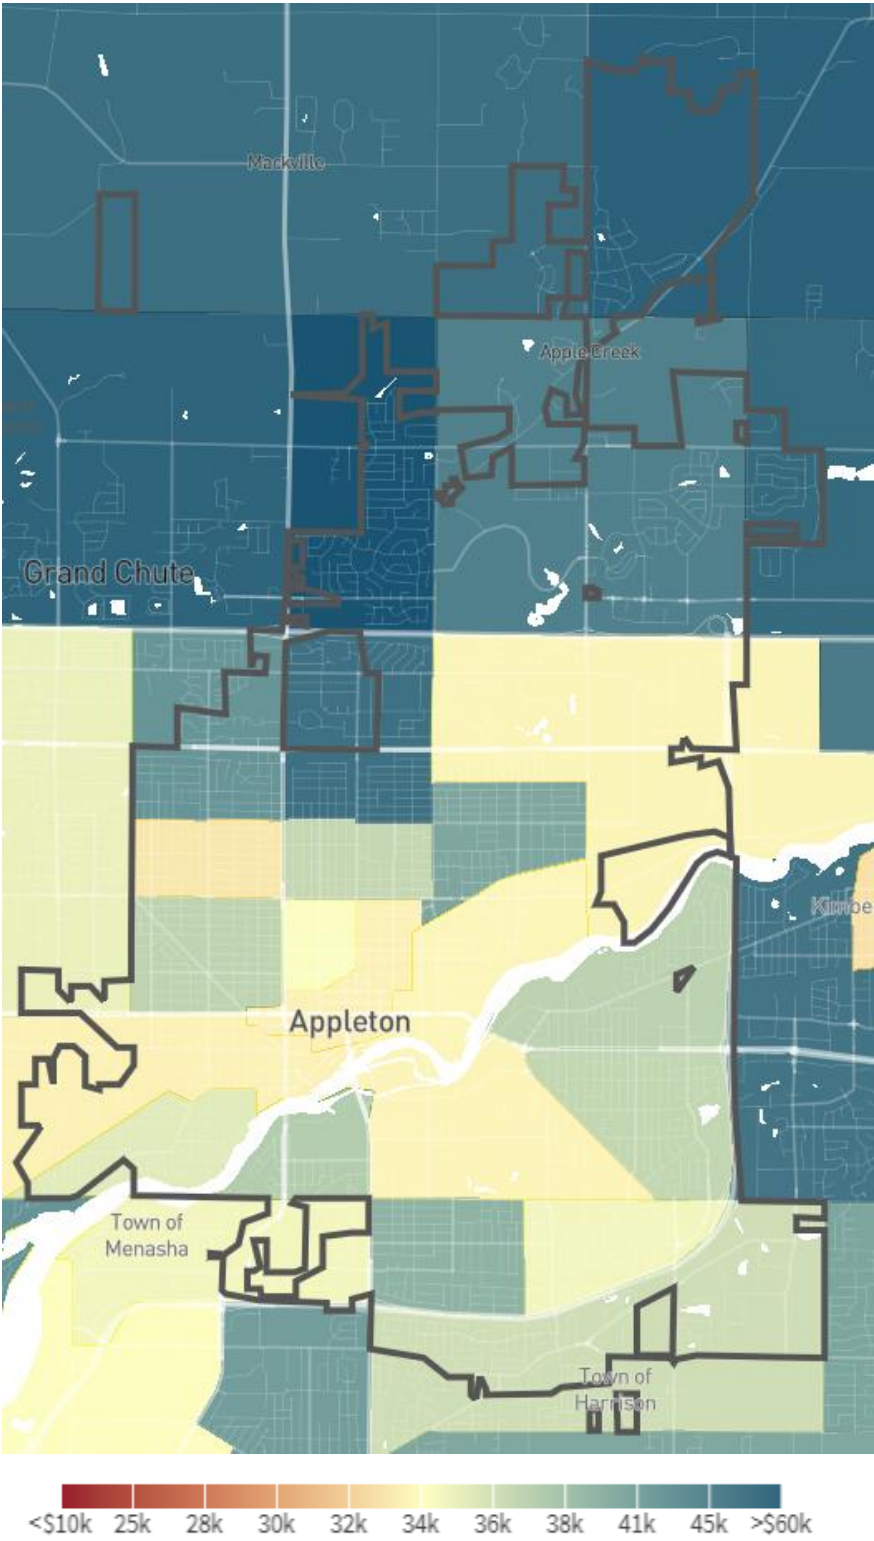 Mackville
Apple Creek
Grand Chute
Kimbe
Appleton
Town of
Menasha
Town of
Harrison
<$10k 25k 28k 30k 32k 34k 36k 38k 41k 45k >$60k